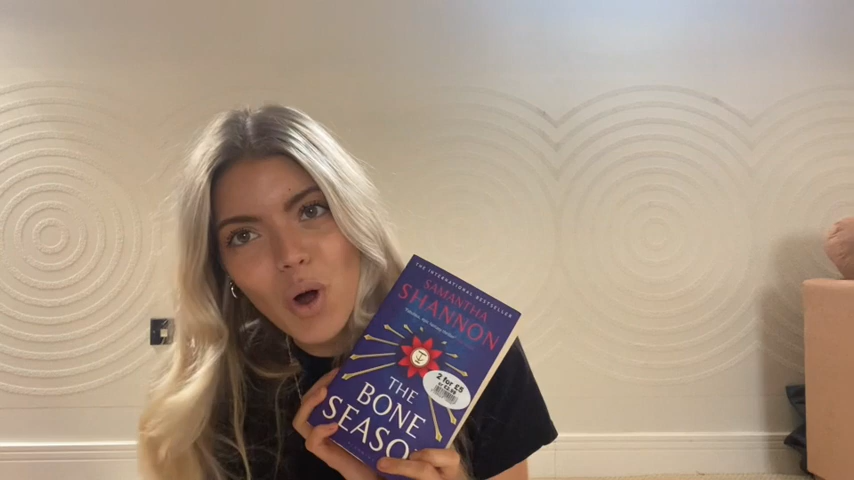 THE INTERNATIONAL BESTSELLER
SAMANTHA
SHANNON
2 for £5
THE
BONE
SEASO